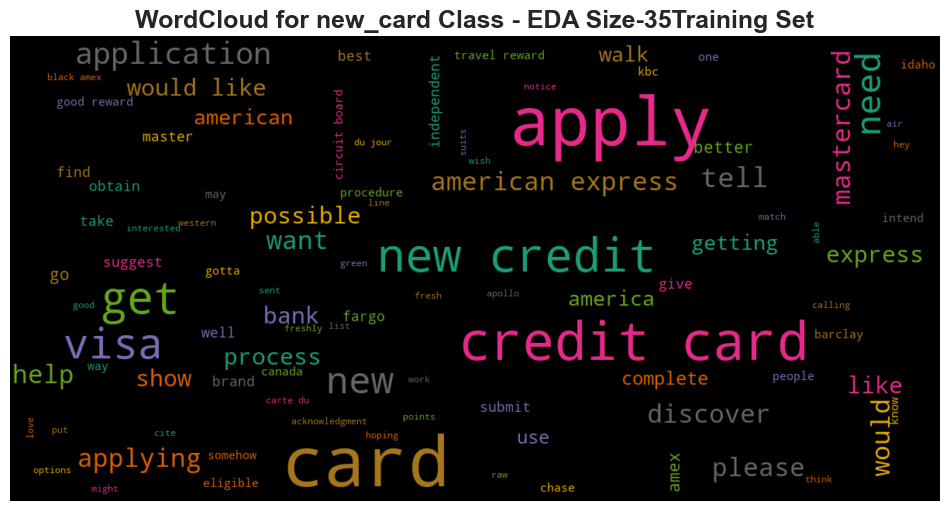 WordCloud for new_card Class - EDA Size-35Training Set
application
best
travel reward
walk
one
mastercard
need
idaho
black amex
would like
good reward
american
master
circuit board
du jour
independent
notice
kbc
apply
suits
wish
better
air
hey
find
obtain
may
procedure
line
american express
tell
take
interested
western
possible
want
new credit
getting
match
able
intend
express
suggest
go
gotta
green
give
get
good
sent
fresh
apollo
america
calling
bank
freshly
list
fargo
visa
well
process
credit card
barclay
help
way
show
brand
canada
new
work
complete
people
like
carte du
submit
discover
would
know
love
put
cite
acknowledgment
points
hoping
use
applying
somehow
card
options
eligible
might
raw
chase
amex
please
think